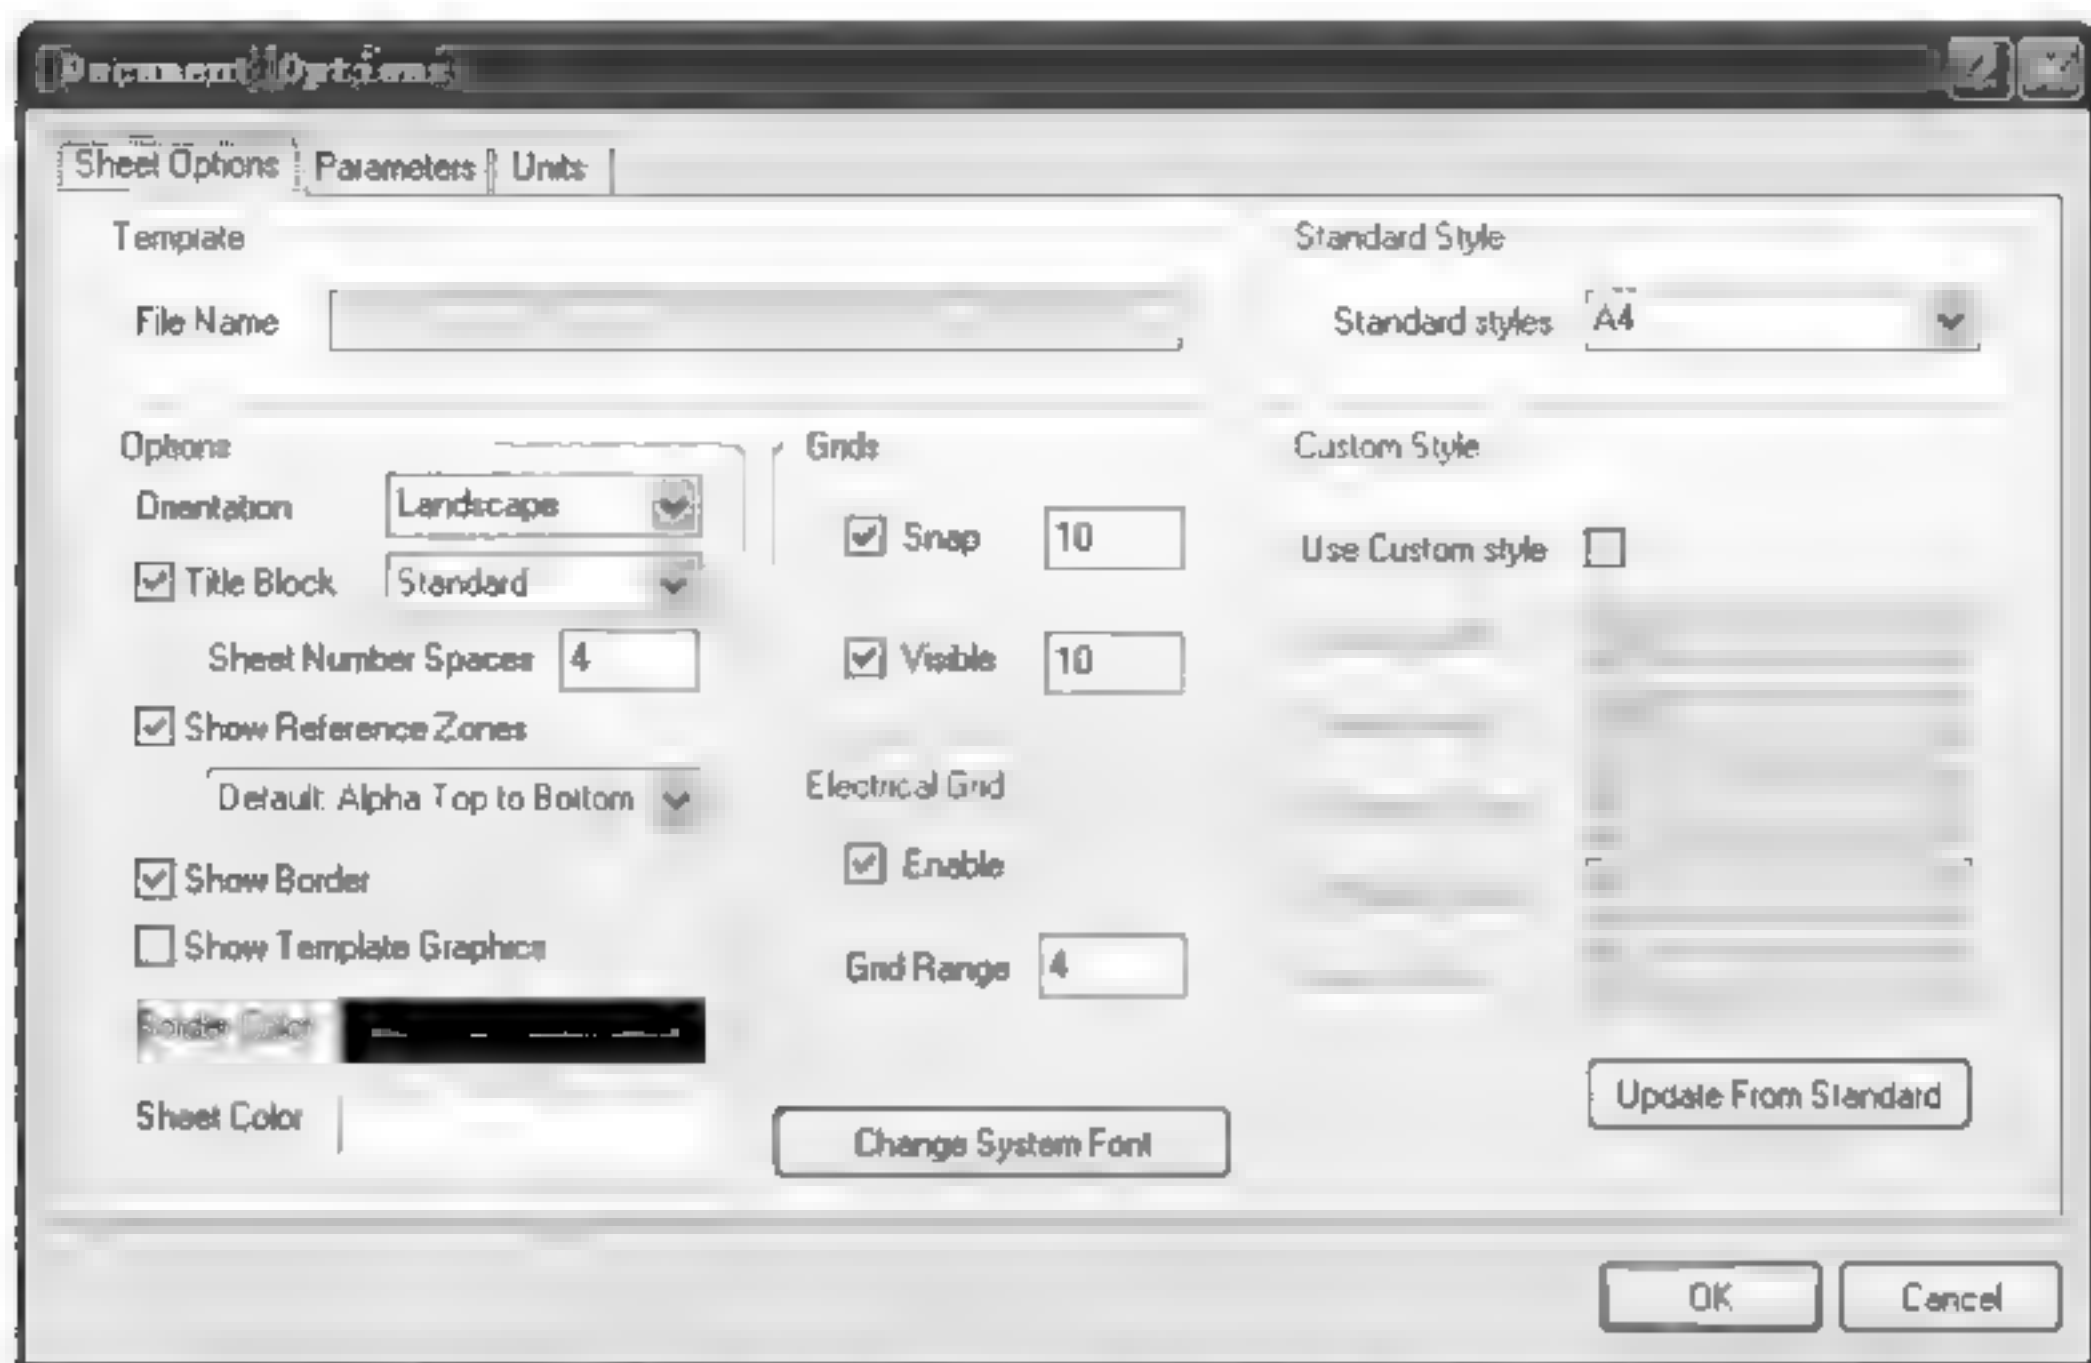 Document Options
Sheet Options Parameters Units
Template
File Name
Standard Style
Standard styles A4
Options
Orientation Landscape
Title Block Standard
Sheet Number Spaces 4
Show Reference Zones
Default: Alpha Top to Bottom
Show Border
Show Template Graphics
Border Color
Sheet Color
Grids
Snap 10
Visible 10
Electrical Grid
Enable
Grid Range 4
Change System Font
Custom Style
Use Custom style
Update From Standard
OK Cancel